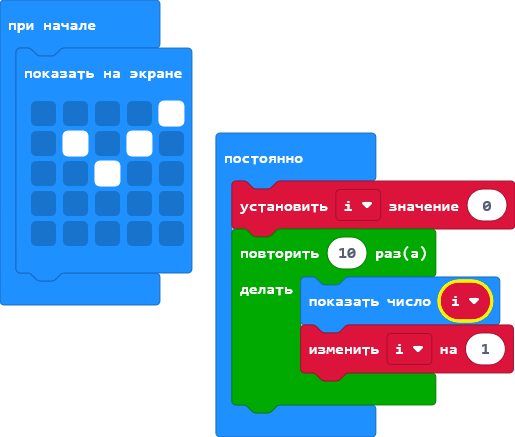 при начале
показать на экране
постоянно
установить i значение 0
повторить 10 раз(а)
делать
показать число i
изменить i на 1